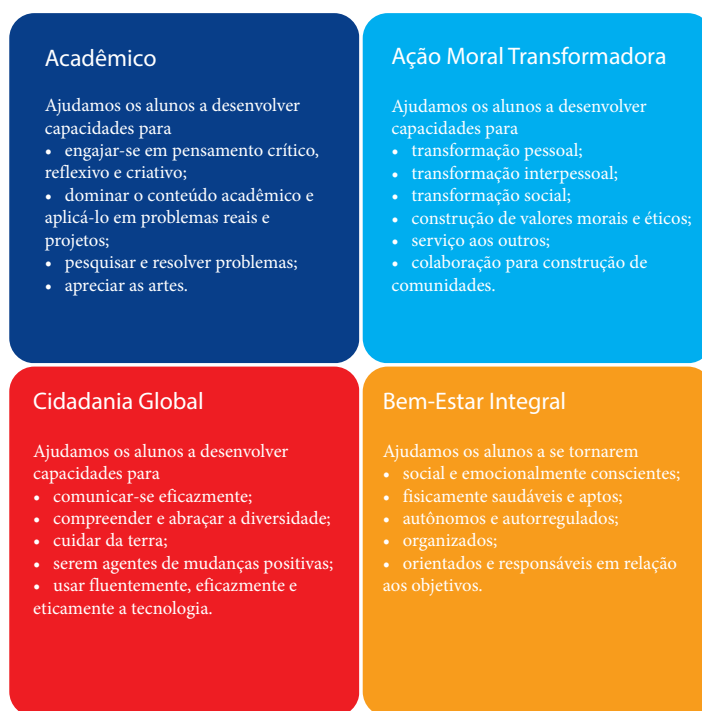 Acadêmico
Ajudamos os alunos a desenvolver
capacidades para
• engajar-se em pensamento crítico,
reflexivo e criativo;
• dominar o conteúdo acadêmico e
aplicá-lo em problemas reais e
projetos;
• pesquisar e resolver problemas;
• apreciar as artes.
Ação Moral Transformadora
Ajudamos os alunos a desenvolver
capacidades para
• transformação pessoal;
• transformação interpessoal;
• transformação social;
• construção de valores morais e éticos;
• serviço aos outros;
• colaboração para construção de
comunidades.
Cidadania Global
Ajudamos os alunos a desenvolver
capacidades para
• comunicar-se eficazmente;
• compreender e abraçar a diversidade;
• cuidar da terra;
• serem agentes de mudanças positivas;
• usar fluentemente, eficazmente e
eticamente a tecnologia.
Bem-Estar Integral
Ajudamos os alunos a se tornarem
• social e emocionalmente conscientes;
• fisicamente saudáveis e aptos;
• autônomos e autorregulados;
• organizados;
• orientados e responsáveis em relação
aos objetivos.